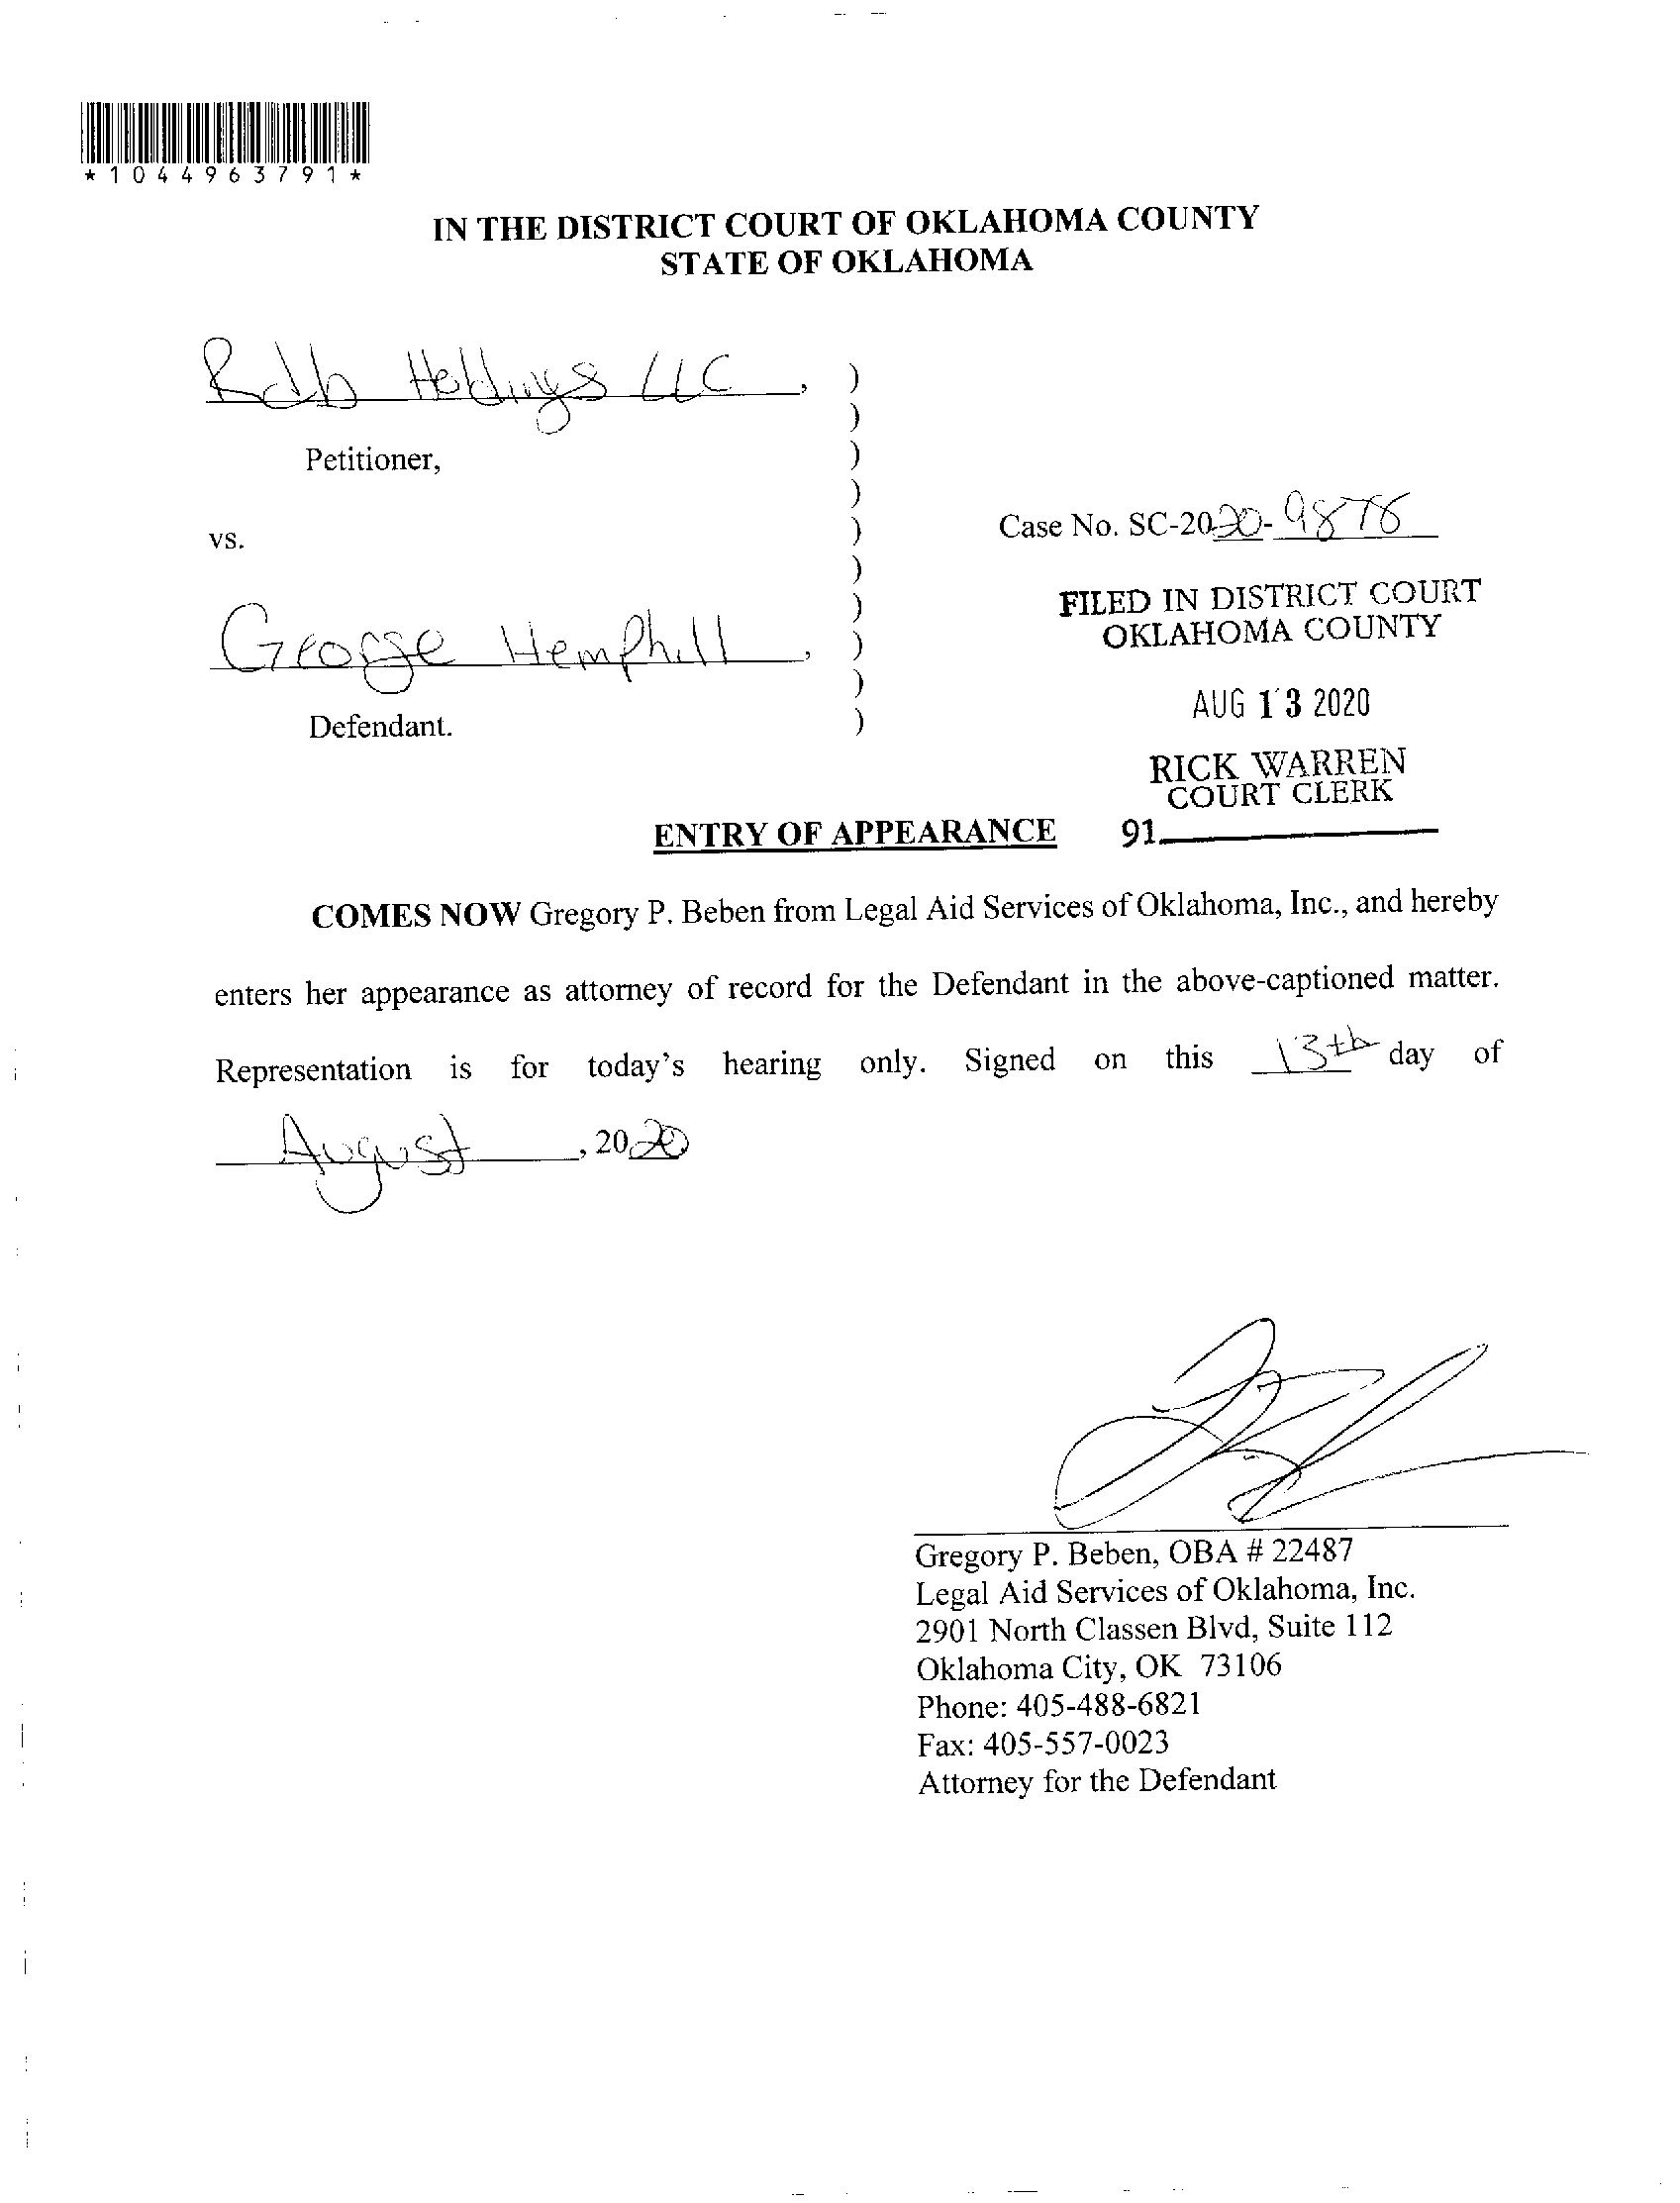 *1044963791*
IN THE DISTRICT COURT OF OKLAHOMA COUNTY
STATE OF OKLAHOMA
Rdb Holdings LLC, )
)
Petitioner, )
)
vs. )
Case No. SC-2020-9878
)
FILED IN DISTRICT COURT
)
OKLAHOMA COUNTY
George Hemphill, )
)
AUG 13 2020
Defendant. )
RICK WARREN
COURT CLERK
ENTRY OF APPEARANCE
91.
COMES NOW Gregory P. Beben from Legal Aid Services of Oklahoma, Inc., and hereby
enters her appearance as attorney of record for the Defendant in the above-captioned matter.
Representation is for today's hearing only. Signed on this 13th day of
August, 2020
Gregory P. Beben, OBA # 22487
Legal Aid Services of Oklahoma, Inc.
2901 North Classen Blvd, Suite 112
Oklahoma City, OK 73106
Phone: 405-488-6821
Fax: 405-557-0023
Attorney for the Defendant